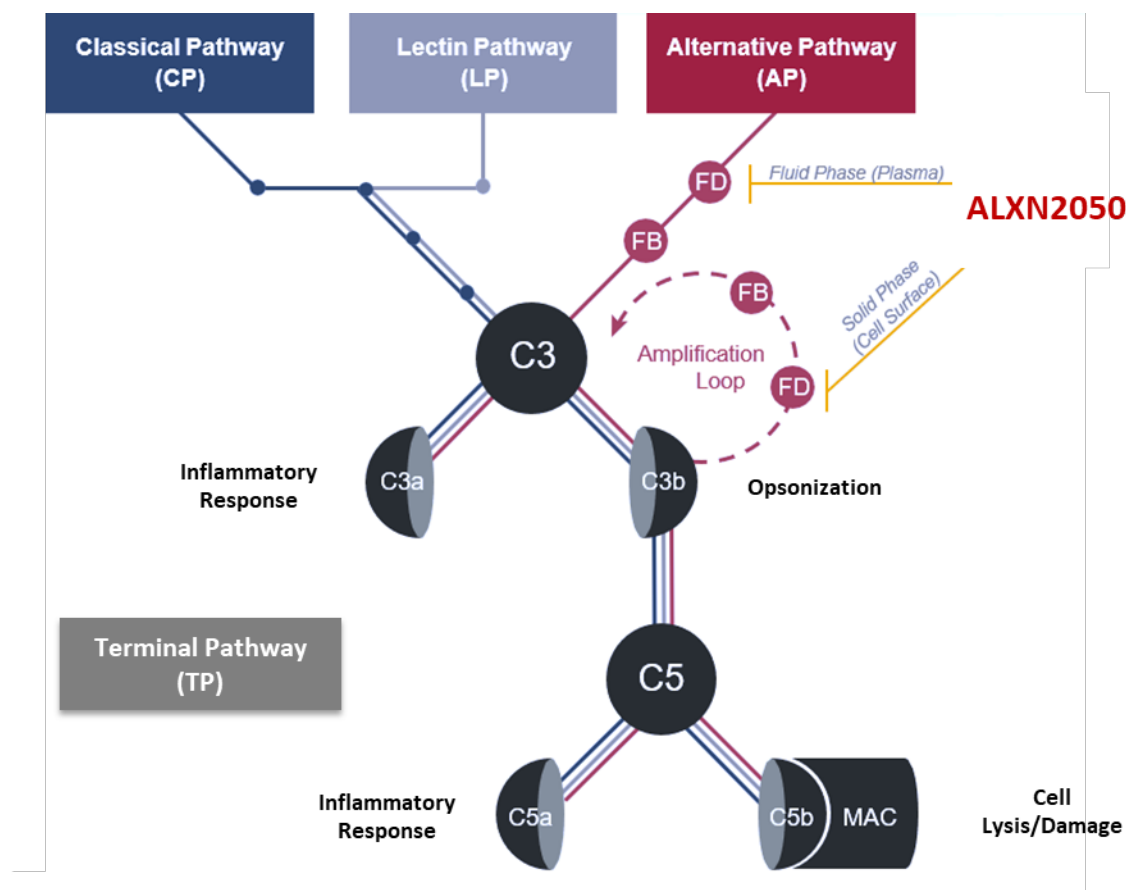 Classical Pathway
(CP)
Lectin Pathway
(LP)
Alternative Pathway
(AP)
FD
Fluid Phase (Plasma)
ALXN2050
FB
FB
Solid Phase
(Cell Surface)
C3
Amplification
Loop
FD
Inflammatory
Response
C3a
C3b
Opsonization
Terminal Pathway
(TP)
C5
Inflammatory
Response
C5a
C5b
MAC
Cell
Lysis/Damage